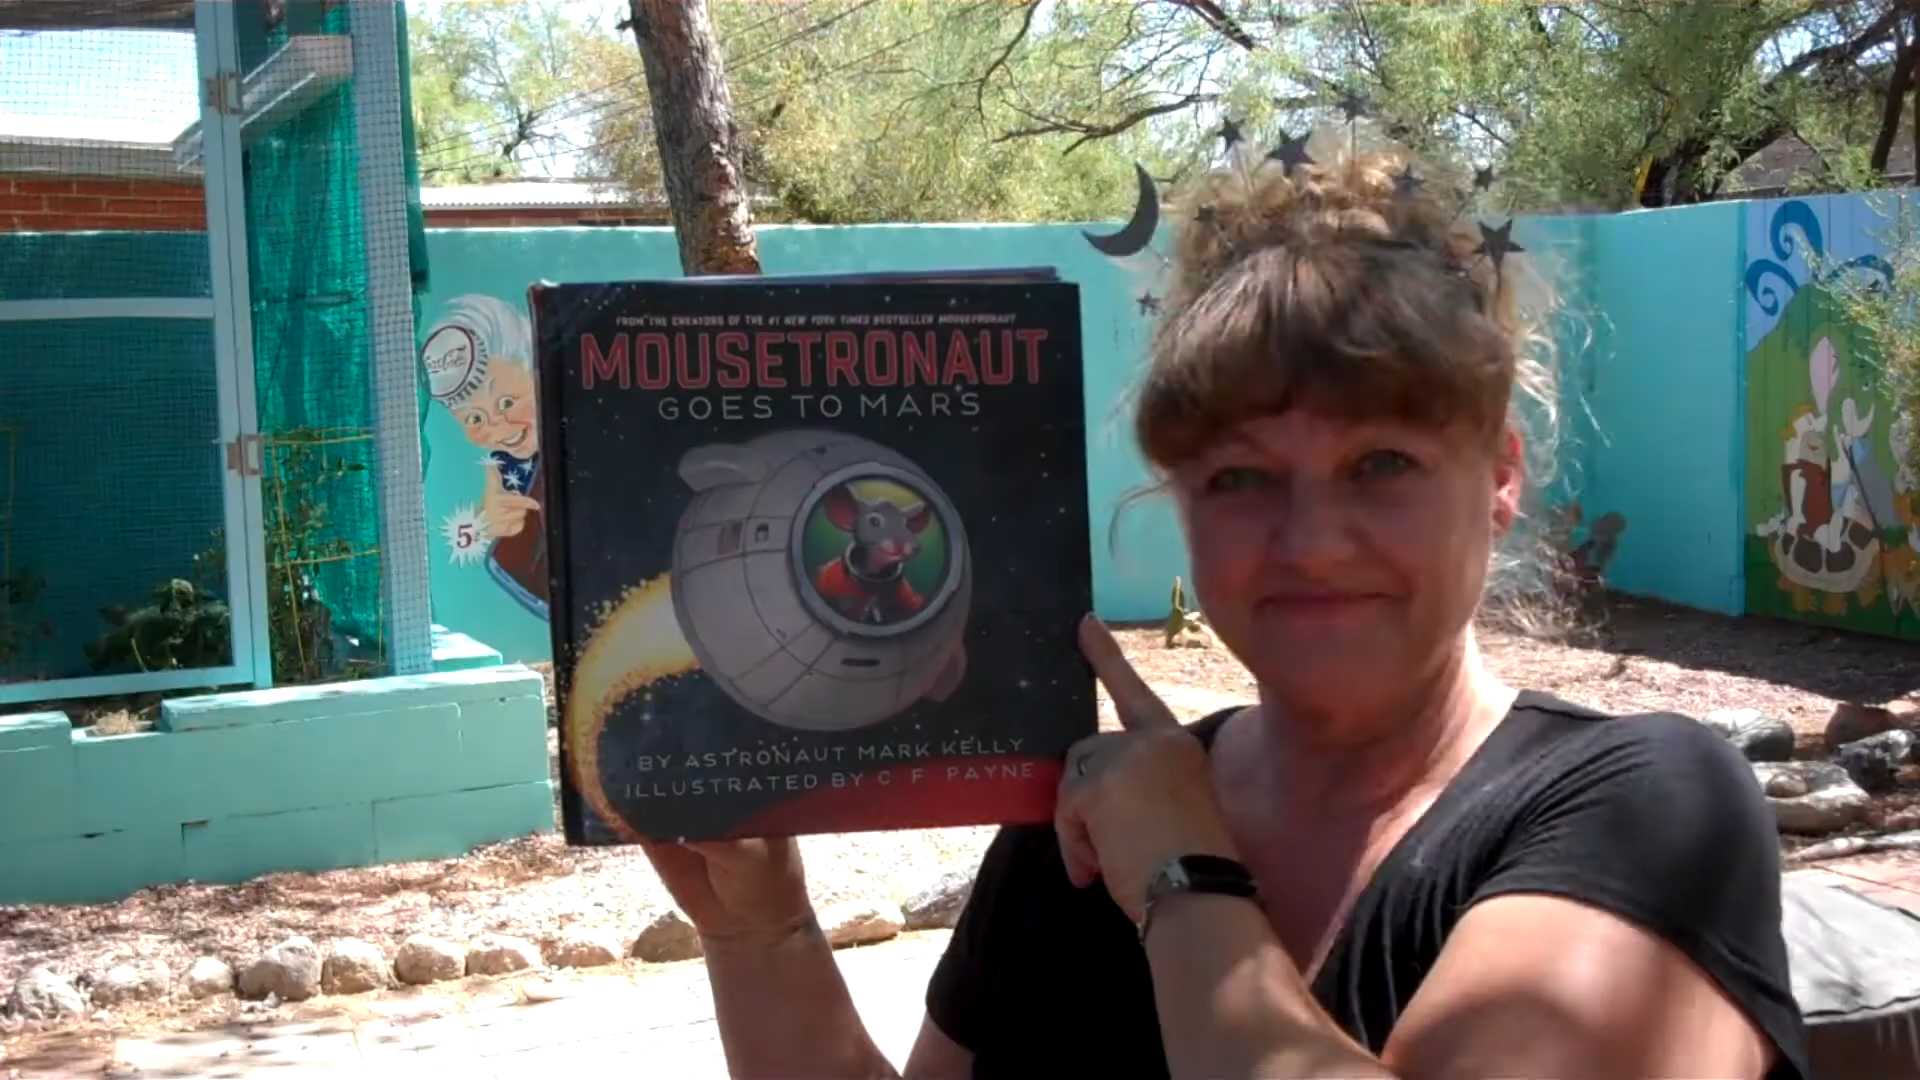 FROM THE CREATORS OF THE #1 NEW YORK TIMES BESTSELLER MOUSETRONAUT
MOUSETRONAUT
GOES TO MARS
5¢
BY ASTRONAUT MARK KELLY
ILLUSTRATED BY C F PAYNE